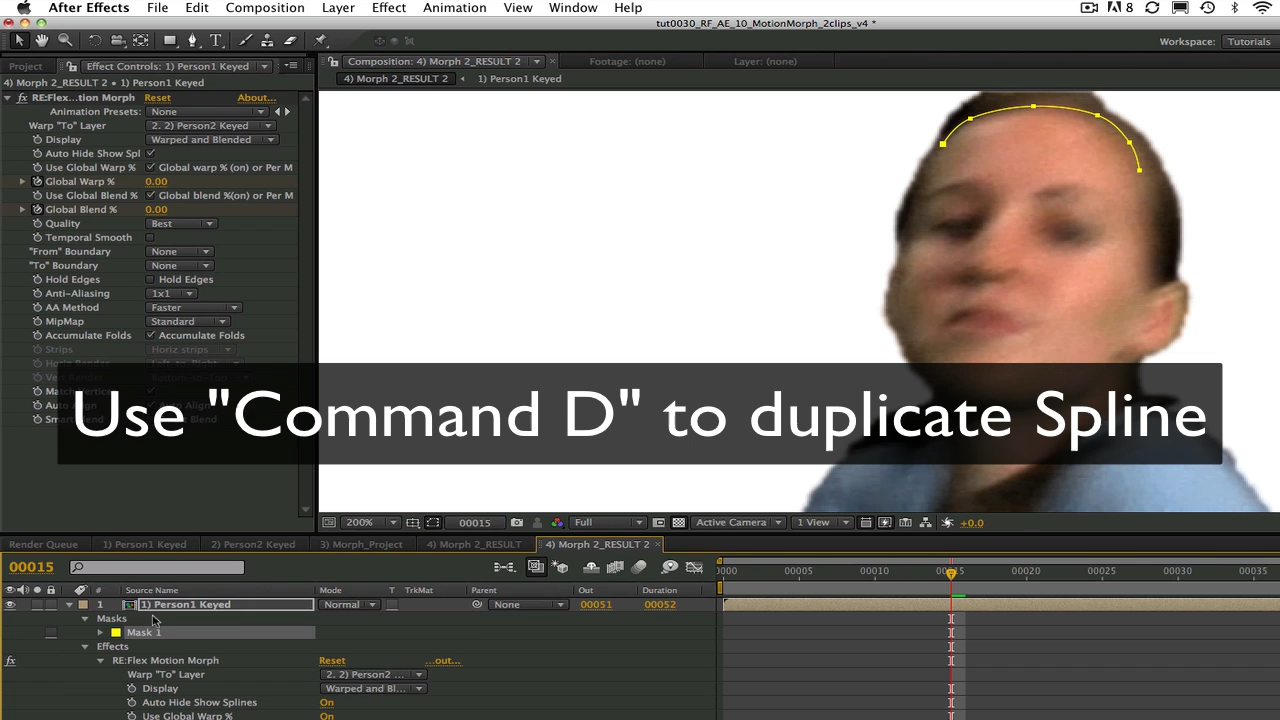 After Effects File Edit Composition Layer Effect Animation View Window Help 8
tut0030_RF_AE_10_MotionMorph_2clips_v4 *
Workspace: Tutorials
Project Effect Controls: 1) Person1 Keyed Composition: 4) Morph 2_RESULT 2 Footage: (none) Layer: (none)
4) Morph 2_RESULT 2 • 1) Person1 Keyed 4) Morph 2_RESULT 2 1) Person1 Keyed
fx RE:Flex...tion Morph Reset About...
Animation Presets: None
Warp "To" Layer 2. 2) Person2 Keyed
Display Warped and Blended
Auto Hide Show Spl
Use Global Warp % Global warp % (on) or Per M
Global Warp % 0.00
Use Global Blend % Global blend %(on) or Per M
Global Blend % 0.00
Quality Best
Temporal Smooth
"From" Boundary None
"To" Boundary None
Hold Edges Hold Edges
Anti-Aliasing 1x1
AA Method Faster
MipMap Standard
Accumulate Folds Accumulate Folds
Strips Horiz strips
Use "Command D" to duplicate Spline
200% 00015 Full Active Camera 1 View +0.0
Render Queue 1) Person1 Keyed 2) Person2 Keyed 3) Morph_Project 4) Morph 2_RESULT 4) Morph 2_RESULT 2
00015 0000 00005 00010 00015 00020 00025 00030 00035
# Source Name Mode T TrkMat Parent Out Duration
1 1) Person1 Keyed Normal None 00051 00052
Masks
Mask 1
Effects
fx RE:Flex Motion Morph Reset ...out...
Warp "To" Layer 2. 2) Person2 ...
Display Warped and Bl...
Auto Hide Show Splines On
Use Global Warp % On